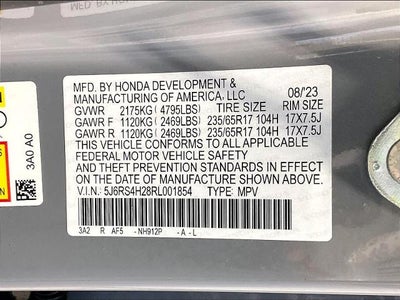 MFD. BY HONDA DEVELOPMENT & 08/'23
MANUFACTURING OF AMERICA, LLC
GVWR 2175KG (4795LBS) TIRE SIZE RIM SIZE
GAWR F 1120KG (2469LBS) 235/65R17 104H 17X7.5J
GAWR R 1120KG (2469LBS) 235/65R17 104H 17X7.5J
THIS VEHICLE CONFORMS TO ALL APPLICABLE
FEDERAL MOTOR VEHICLE SAFETY AND
THEFT PREVENTION STANDARDS IN EFFECT
ON THE DATE OF MANUFACTURE SHOWN ABOVE.
V.I.N.: 5J6RS4H28RL001854 TYPE: MPV
3A2 R AF5 -NH912P -A-L
3A0 A0